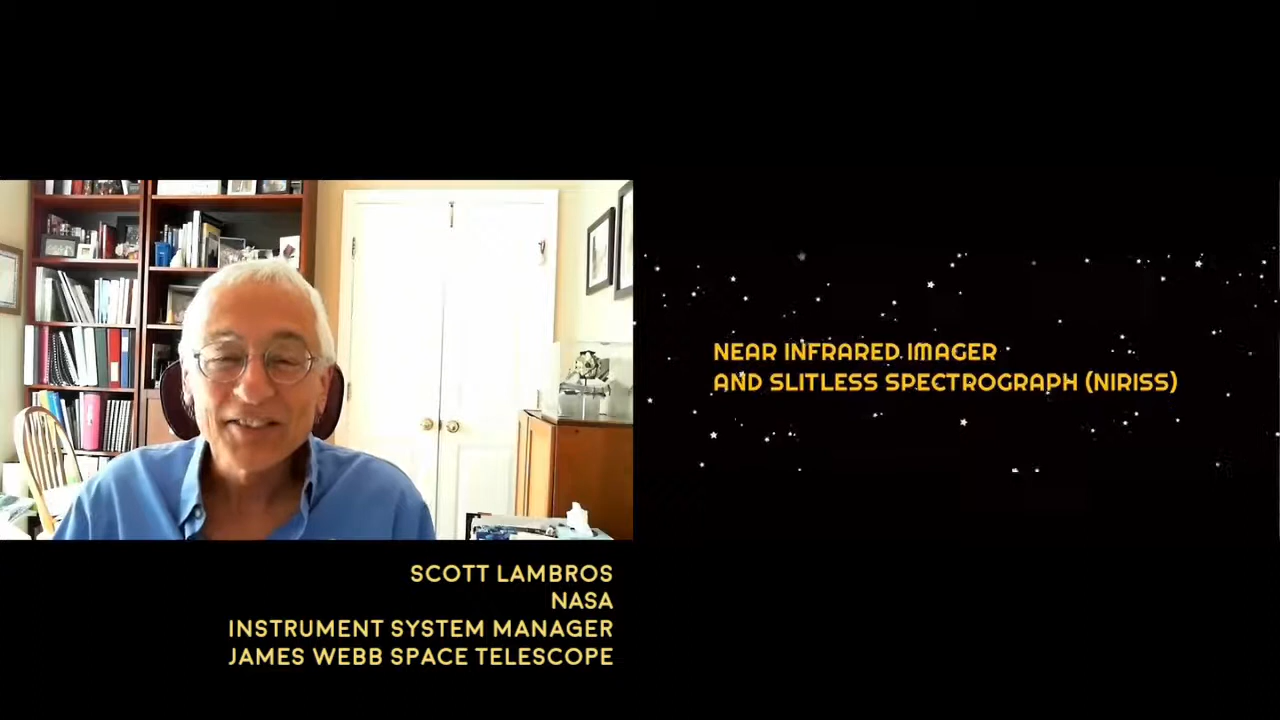 SCOTT LAMBROS
NASA
INSTRUMENT SYSTEM MANAGER
JAMES WEBB SPACE TELESCOPE
NEAR INFRARED IMAGER
AND SLITLESS SPECTROGRAPH (NIRISS)